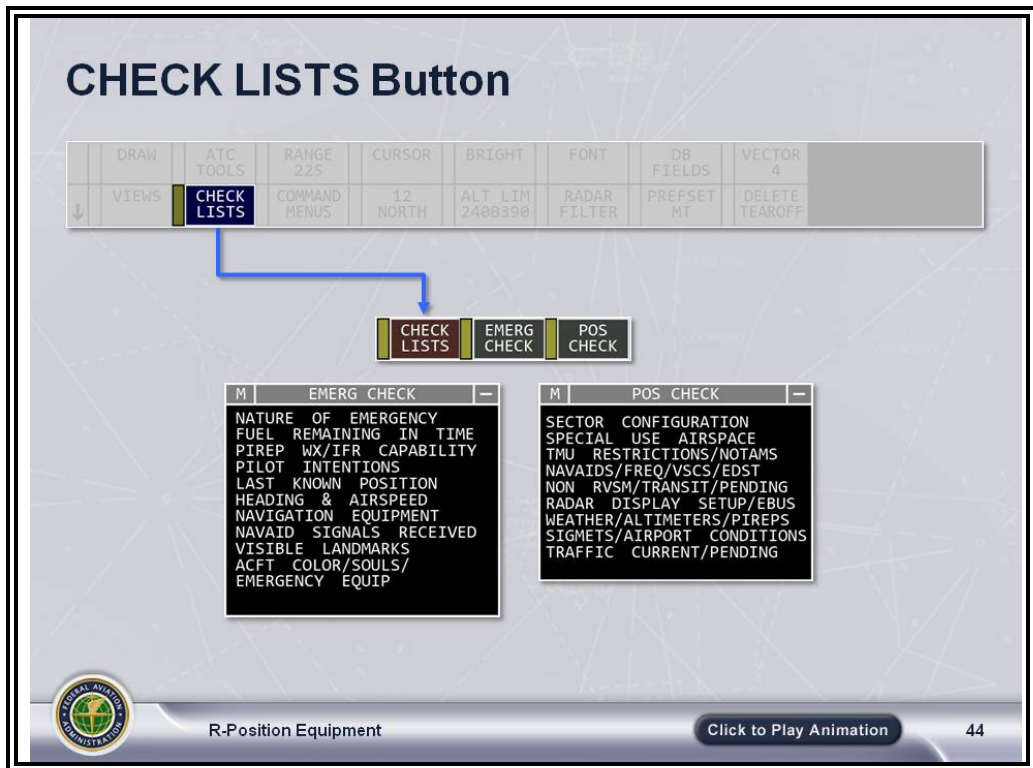 CHECK LISTS Button
DRAW ATC RANGE CURSOR BRIGHT FONT DB VECTOR
TOOLS 225 FIELDS 4
VIEWS CHECK COMMAND 12 ALT LIM RADAR PREFSET DELETE
↓ LISTS MENUS NORTH 240B390 FILTER MT TEAROFF
CHECK EMERG POS
LISTS CHECK CHECK
M EMERG CHECK –
NATURE OF EMERGENCY
FUEL REMAINING IN TIME
PIREP WX/IFR CAPABILITY
PILOT INTENTIONS
LAST KNOWN POSITION
HEADING & AIRSPEED
NAVIGATION EQUIPMENT
NAVAID SIGNALS RECEIVED
VISIBLE LANDMARKS
ACFT COLOR/SOULS/
EMERGENCY EQUIP
M POS CHECK –
SECTOR CONFIGURATION
SPECIAL USE AIRSPACE
TMU RESTRICTIONS/NOTAMS
NAVAIDS/FREQ/VSCS/EDST
NON RVSM/TRANSIT/PENDING
RADAR DISPLAY SETUP/EBUS
WEATHER/ALTIMETERS/PIREPS
SIGMETS/AIRPORT CONDITIONS
TRAFFIC CURRENT/PENDING
FEDERAL AVIATION
ADMINISTRATION
R-Position Equipment
Click to Play Animation
44